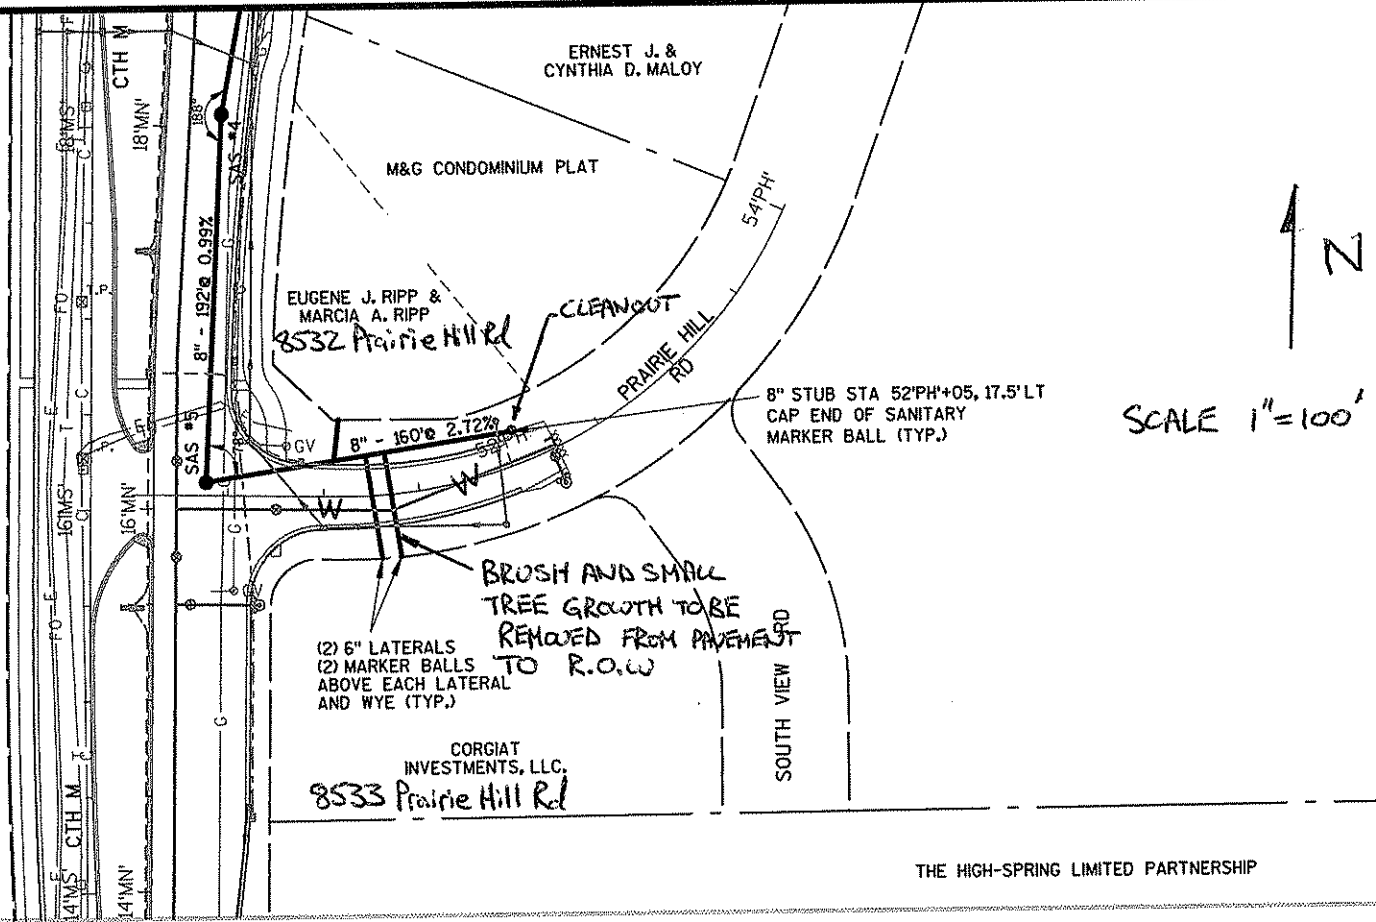 CTH M
18'MS'
18'MN'
188°
SAS #4
ERNEST J. &
CYNTHIA D. MALOY
M&G CONDOMINIUM PLAT
54'PH'
N
8" - 192'@ 0.99%
T.P.
EUGENE J. RIPP &
MARCIA A. RIPP
8532 Prairie Hill Rd
CLEANOUT
PRAIRIE HILL
RD
8" STUB STA 52'PH'+05, 17.5' LT
CAP END OF SANITARY
MARKER BALL (TYP.)
SCALE 1"=100'
SAS #5
8" - 160'@ 2.72%
GV
16'MS'
16'MN'
W
W
BRUSH AND SMALL
TREE GROWTH TO BE
REMOVED FROM PAVEMENT
TO R.O.W
(2) 6" LATERALS
(2) MARKER BALLS
ABOVE EACH LATERAL
AND WYE (TYP.)
SOUTH VIEW RD
CORGIAT
INVESTMENTS, LLC.
8533 Prairie Hill Rd
CTH M
14'MS'
14'MN'
THE HIGH-SPRING LIMITED PARTNERSHIP